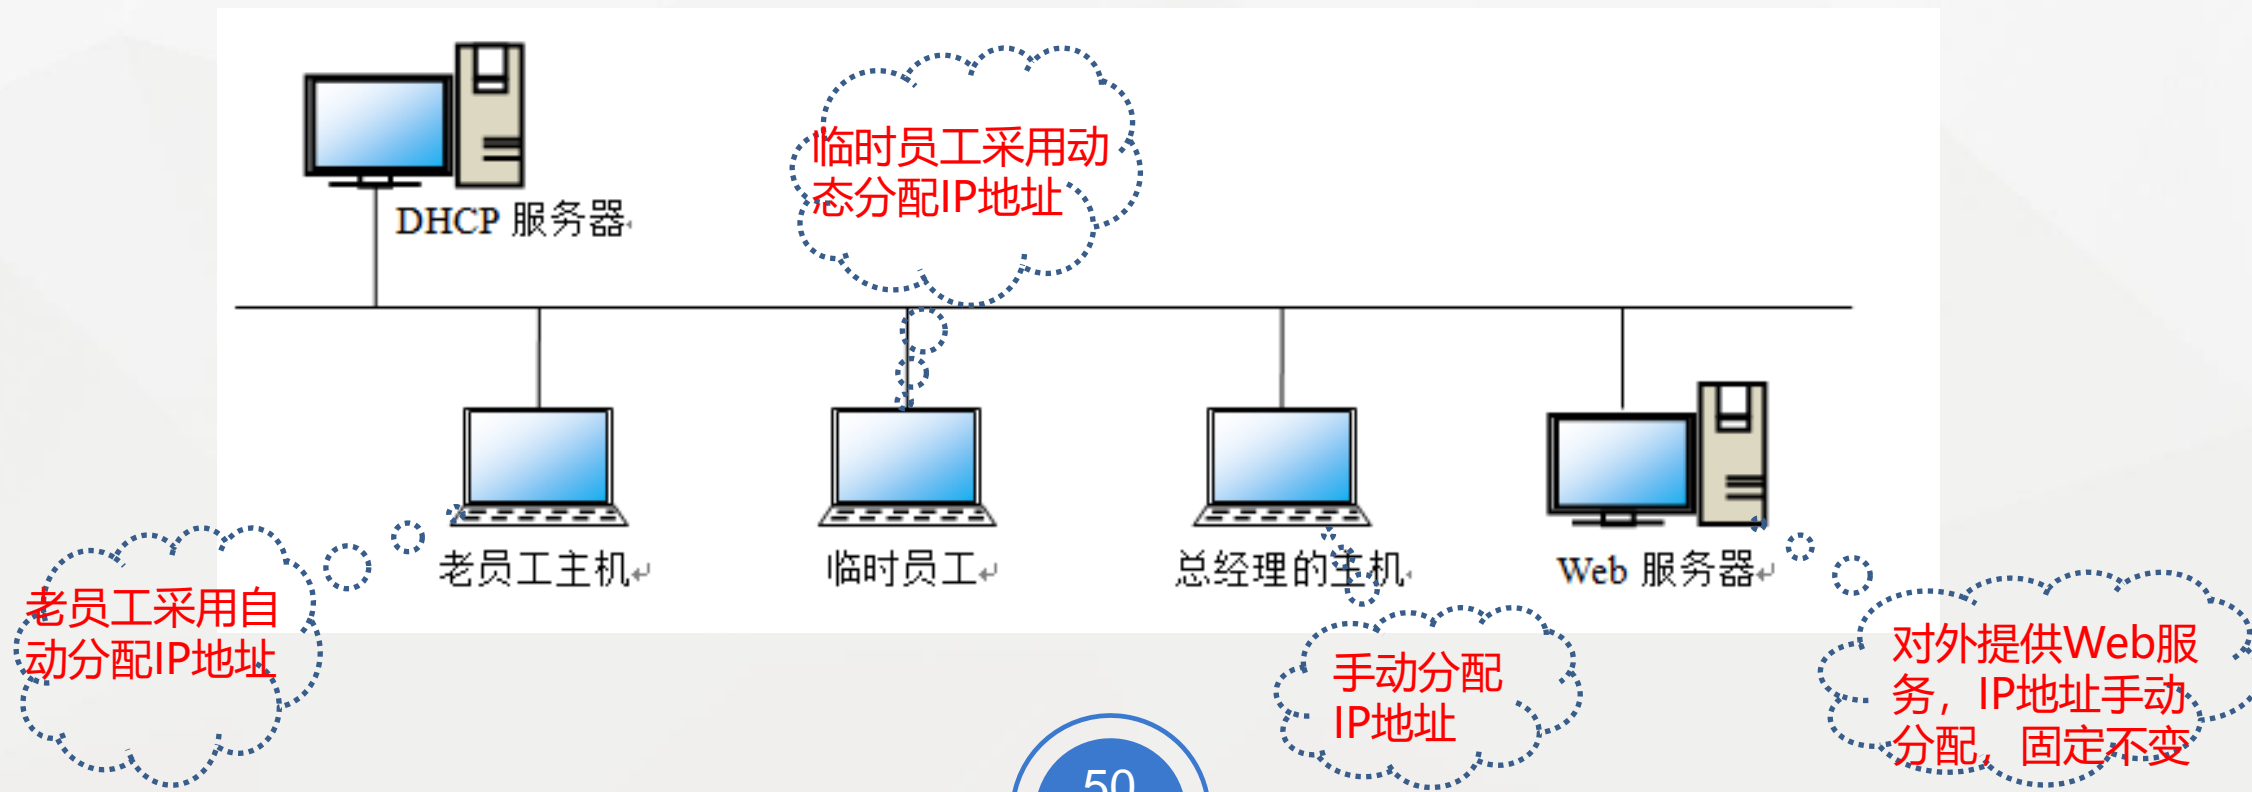 临时员工采用动
态分配IP地址
DHCP 服务器
老员工主机
临时员工
总经理的主机
Web 服务器
老员工采用自
动分配IP地址
手动分配
IP地址
对外提供Web服
务，IP地址手动
分配，固定不变
50